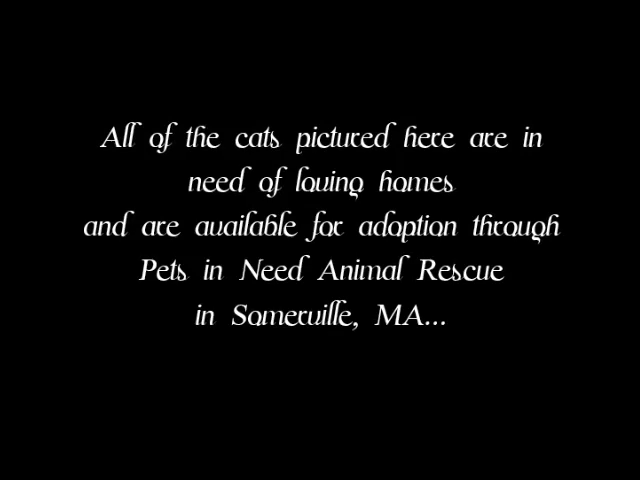 All of the cats pictured here are in
need of loving homes
and are available for adoption through
Pets in Need Animal Rescue
in Somerville, MA...